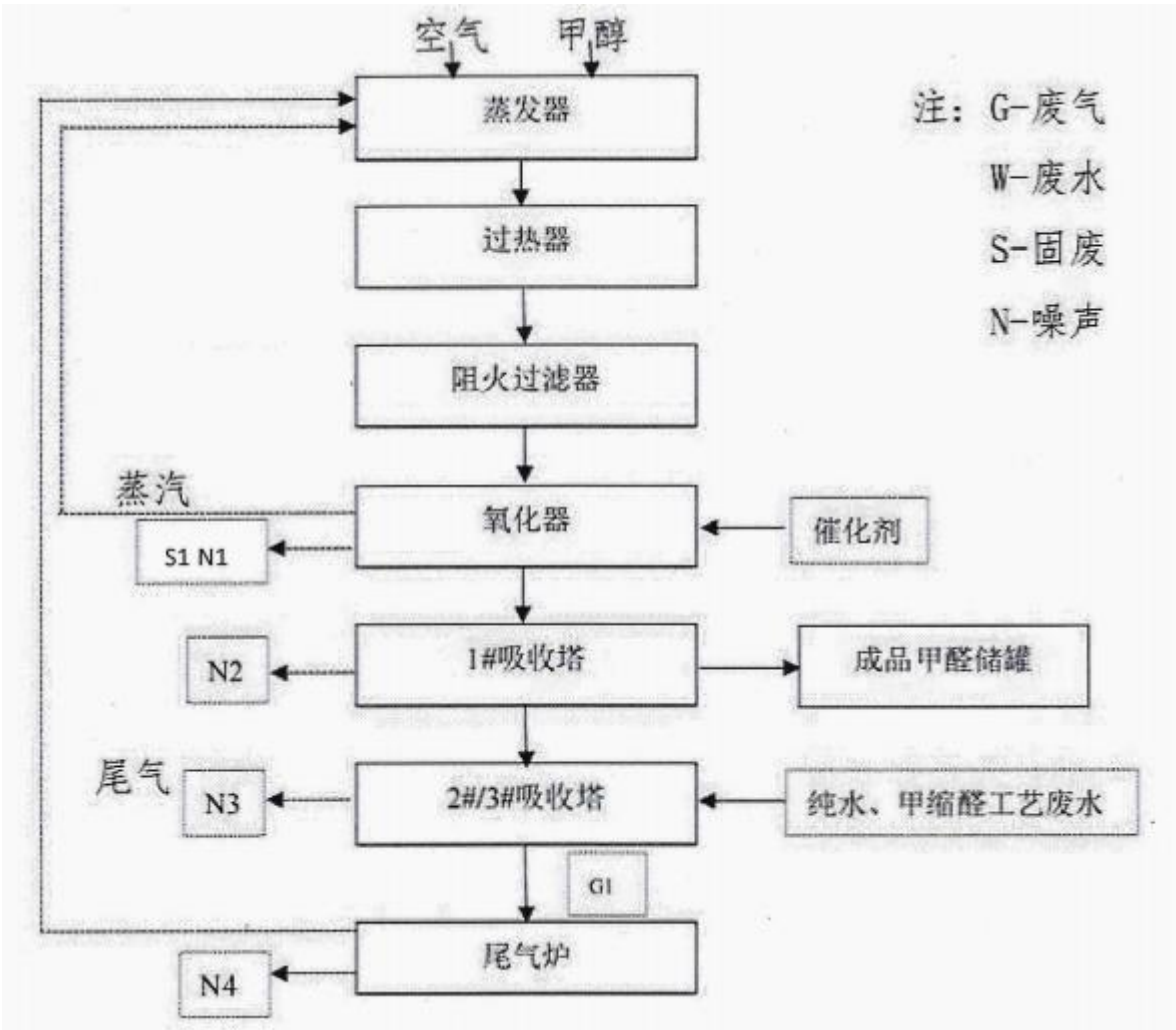 空气 甲醇
蒸发器
注：G-废气
W-废水
过热器
S-固废
N-噪声
阻火过滤器
蒸汽
氧化器
催化剂
S1 N1
1#吸收塔
成品甲醛储罐
N2
尾气
2#/3#吸收塔
纯水、甲缩醛工艺废水
N3
GI
尾气炉
N4